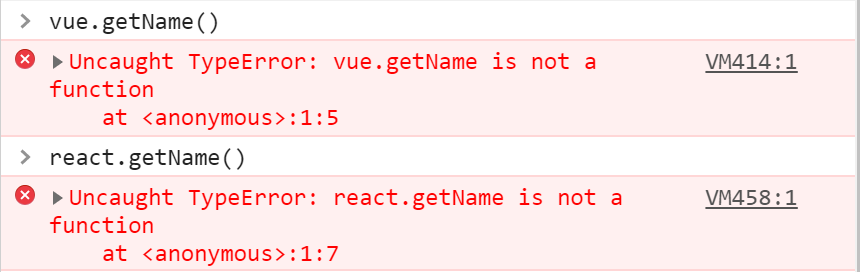 > vue.getName()
▶Uncaught TypeError: vue.getName is not a VM414:1
function
at <anonymous>:1:5
> react.getName()
▶Uncaught TypeError: react.getName is not a VM458:1
function
at <anonymous>:1:7